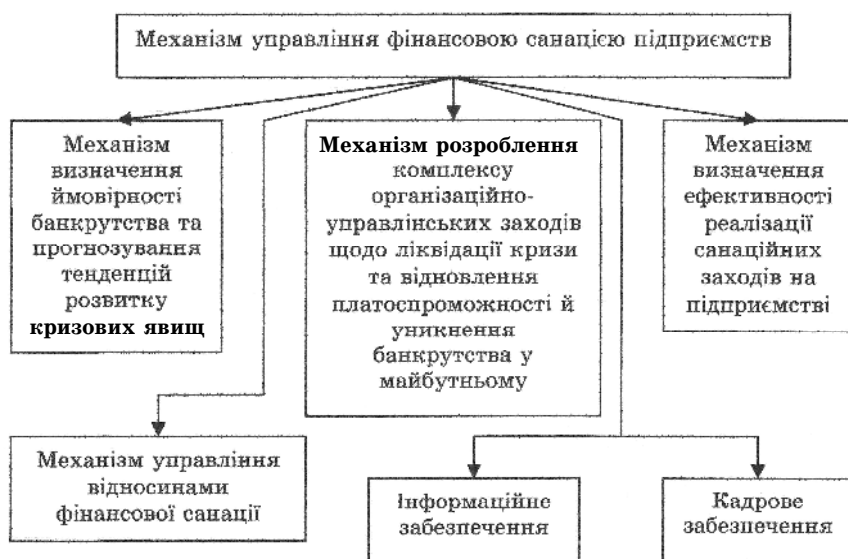 Механізм управління фінансовою санацією підприємств
Механізм
визначення
ймовірності
банкрутства та
прогнозування
тенденцій
розвитку
кризових явищ
Механізм розроблення
комплексу
організаційно-
управлінських заходів
щодо ліквідації кризи
та відновлення
платоспроможності й
уникнення
банкрутства у
майбутньому
Механізм
визначення
ефективності
реалізації
санаційних
заходів на
підприємстві
Механізм управління
відносинами
фінансової санації
Інформаційне
забезпечення
Кадрове
забезпечення